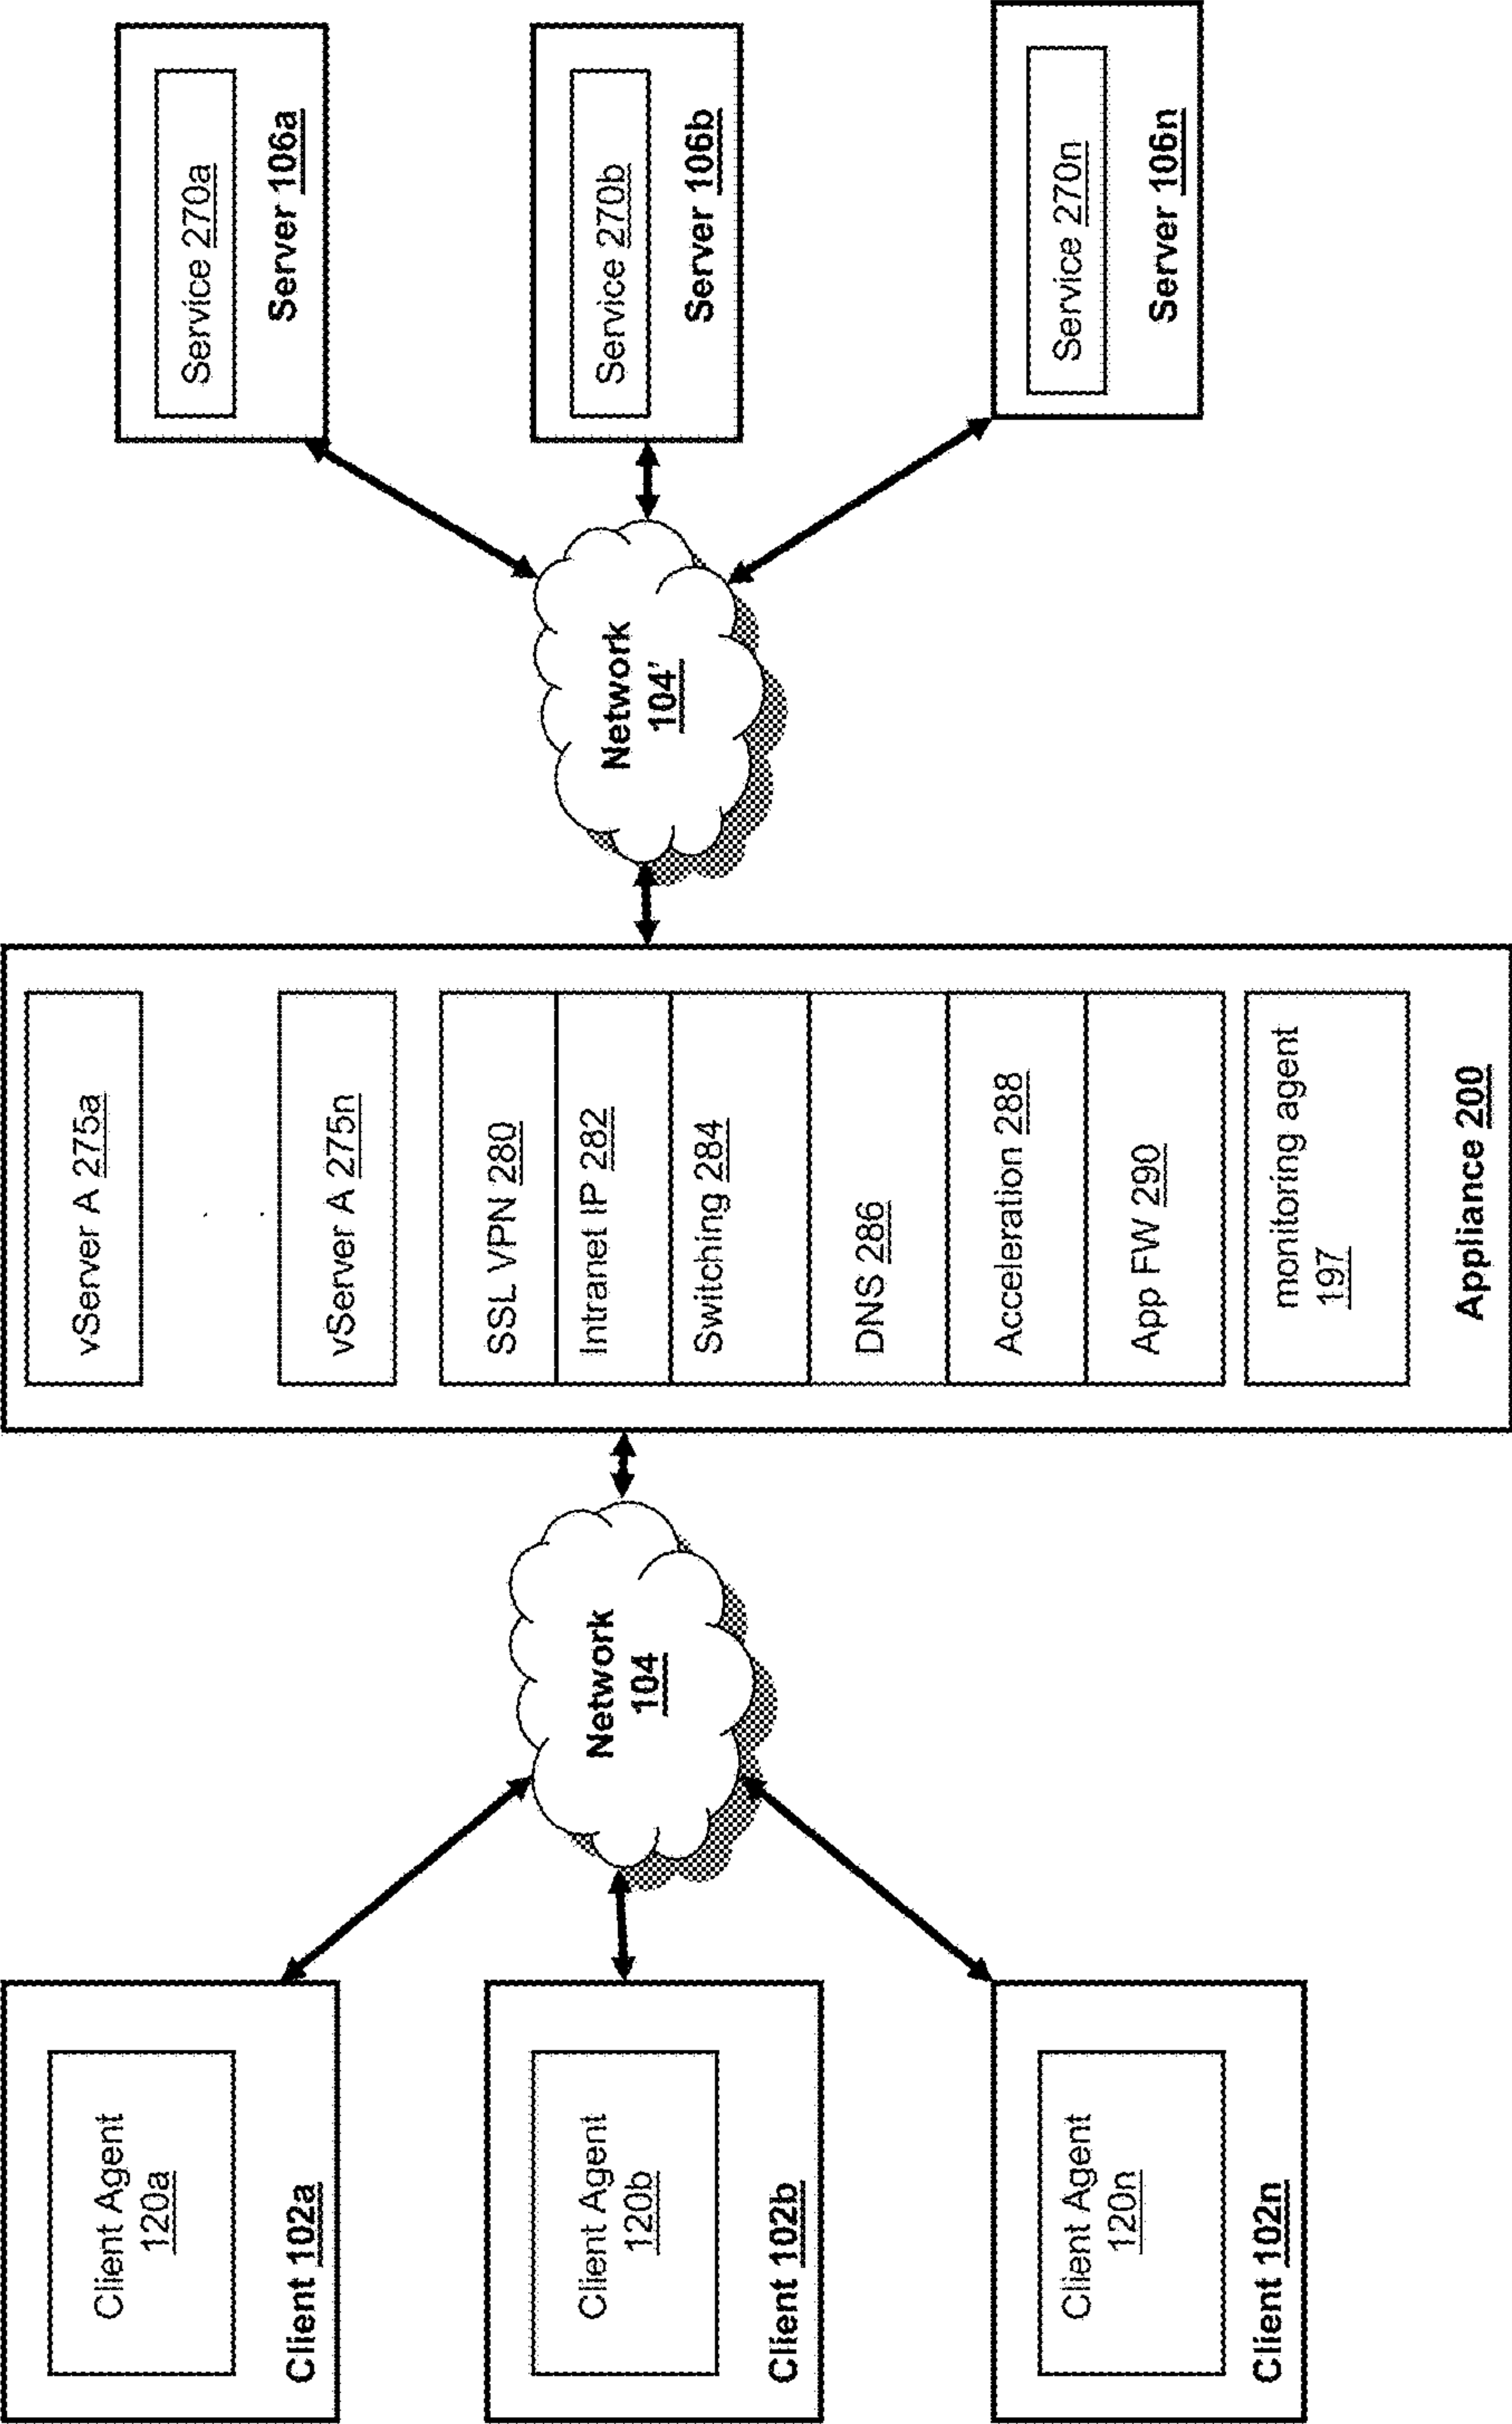 Client Agent
120a
Client 102a
Client Agent
120b
Client 102b
Client Agent
120n
Client 102n
Network
104
vServer A 275a
vServer A 275n
SSL VPN 280
Intranet IP 282
Switching 284
DNS 286
Acceleration 288
App FW 290
monitoring agent
197
Appliance 200
Network
104'
Service 270a
Server 106a
Service 270b
Server 106b
Service 270n
Server 106n